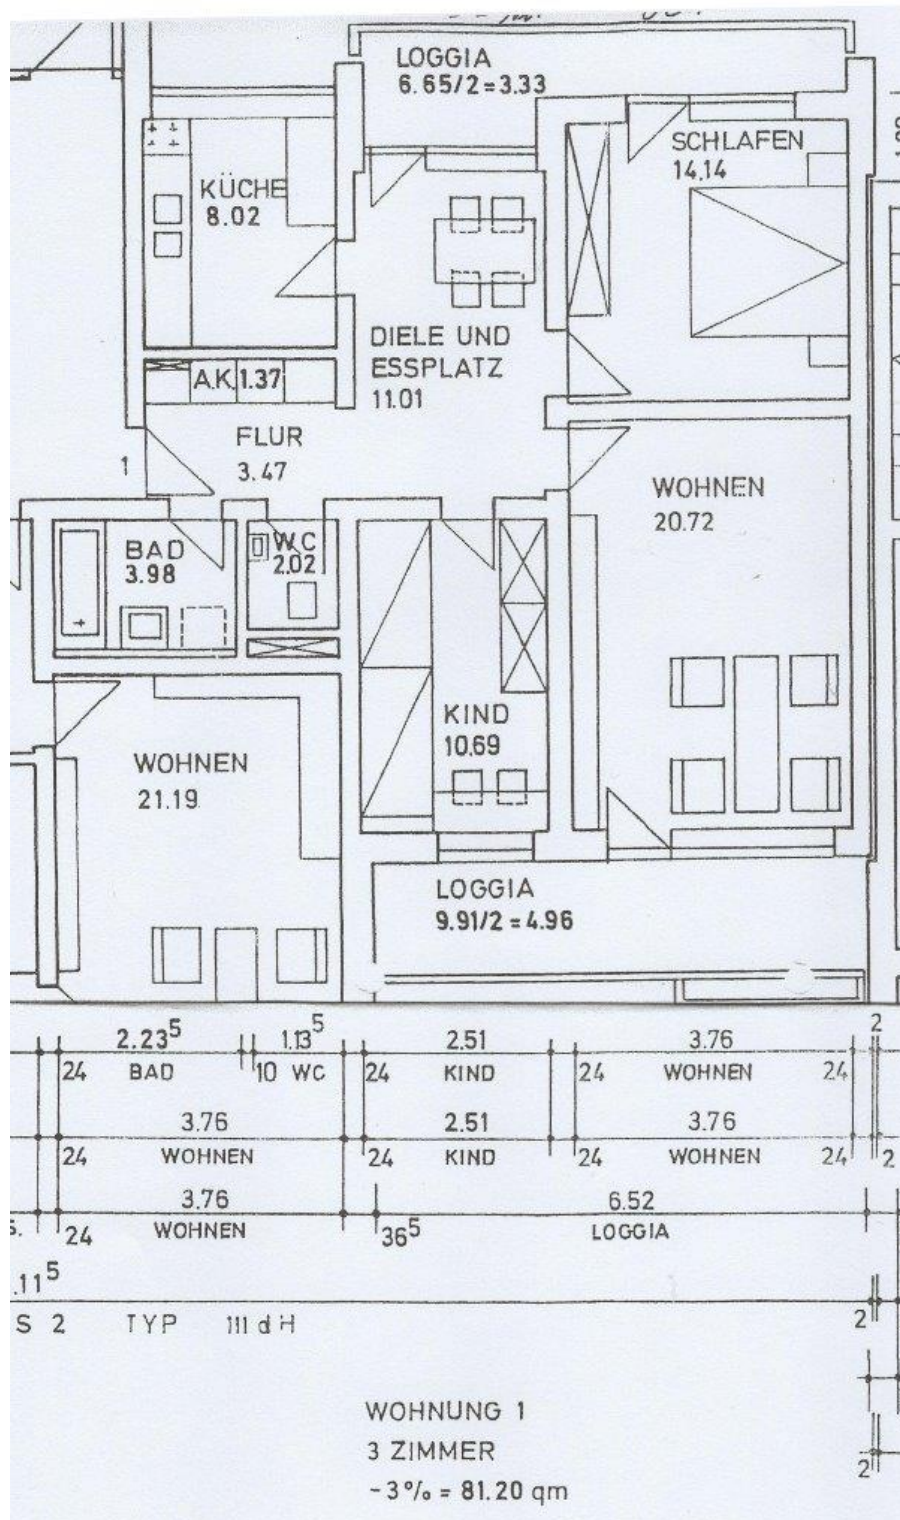 LOGGIA
6.65/2=3.33
SCHLAFEN
14.14
KÜCHE
8.02
DIELE UND
ESSPLATZ
11.01
A.K. 1.37
FLUR
3.47
1
WOHNEN
20.72
BAD
3.98
WC
2.02
KIND
10.69
WOHNEN
21.19
LOGGIA
9.91/2 = 4.96
2.23⁵ 1.13⁵ 2.51 3.76 2
24 BAD 10 WC 24 KIND 24 WOHNEN 24
3.76 2.51 3.76
24 WOHNEN 24 KIND 24 WOHNEN 24 2
3.76 6.52
S. 24 WOHNEN 36⁵ LOGGIA
.11⁵
S 2 TYP III d H 2
WOHNUNG 1
3 ZIMMER
2
-3% = 81.20 qm